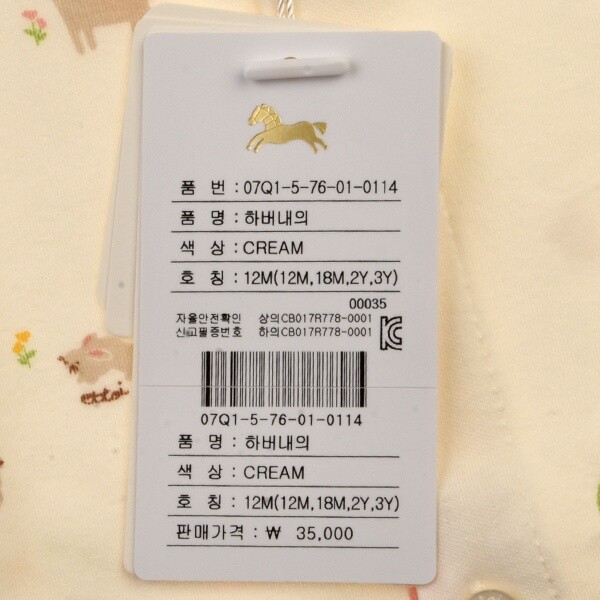 품 번 : 07Q1-5-76-01-0114
품 명 : 하버내의
색 상 : CREAM
호 칭 : 12M(12M,18M,2Y,3Y)
00035
자율안전확인 상의CB017R778-0001
신고필증번호 하의CB017R778-0001
07Q1-5-76-01-0114
품 명 : 하버내의
색 상 : CREAM
호 칭 : 12M(12M,18M,2Y,3Y)
판매가격 : ₩ 35,000
ettoi